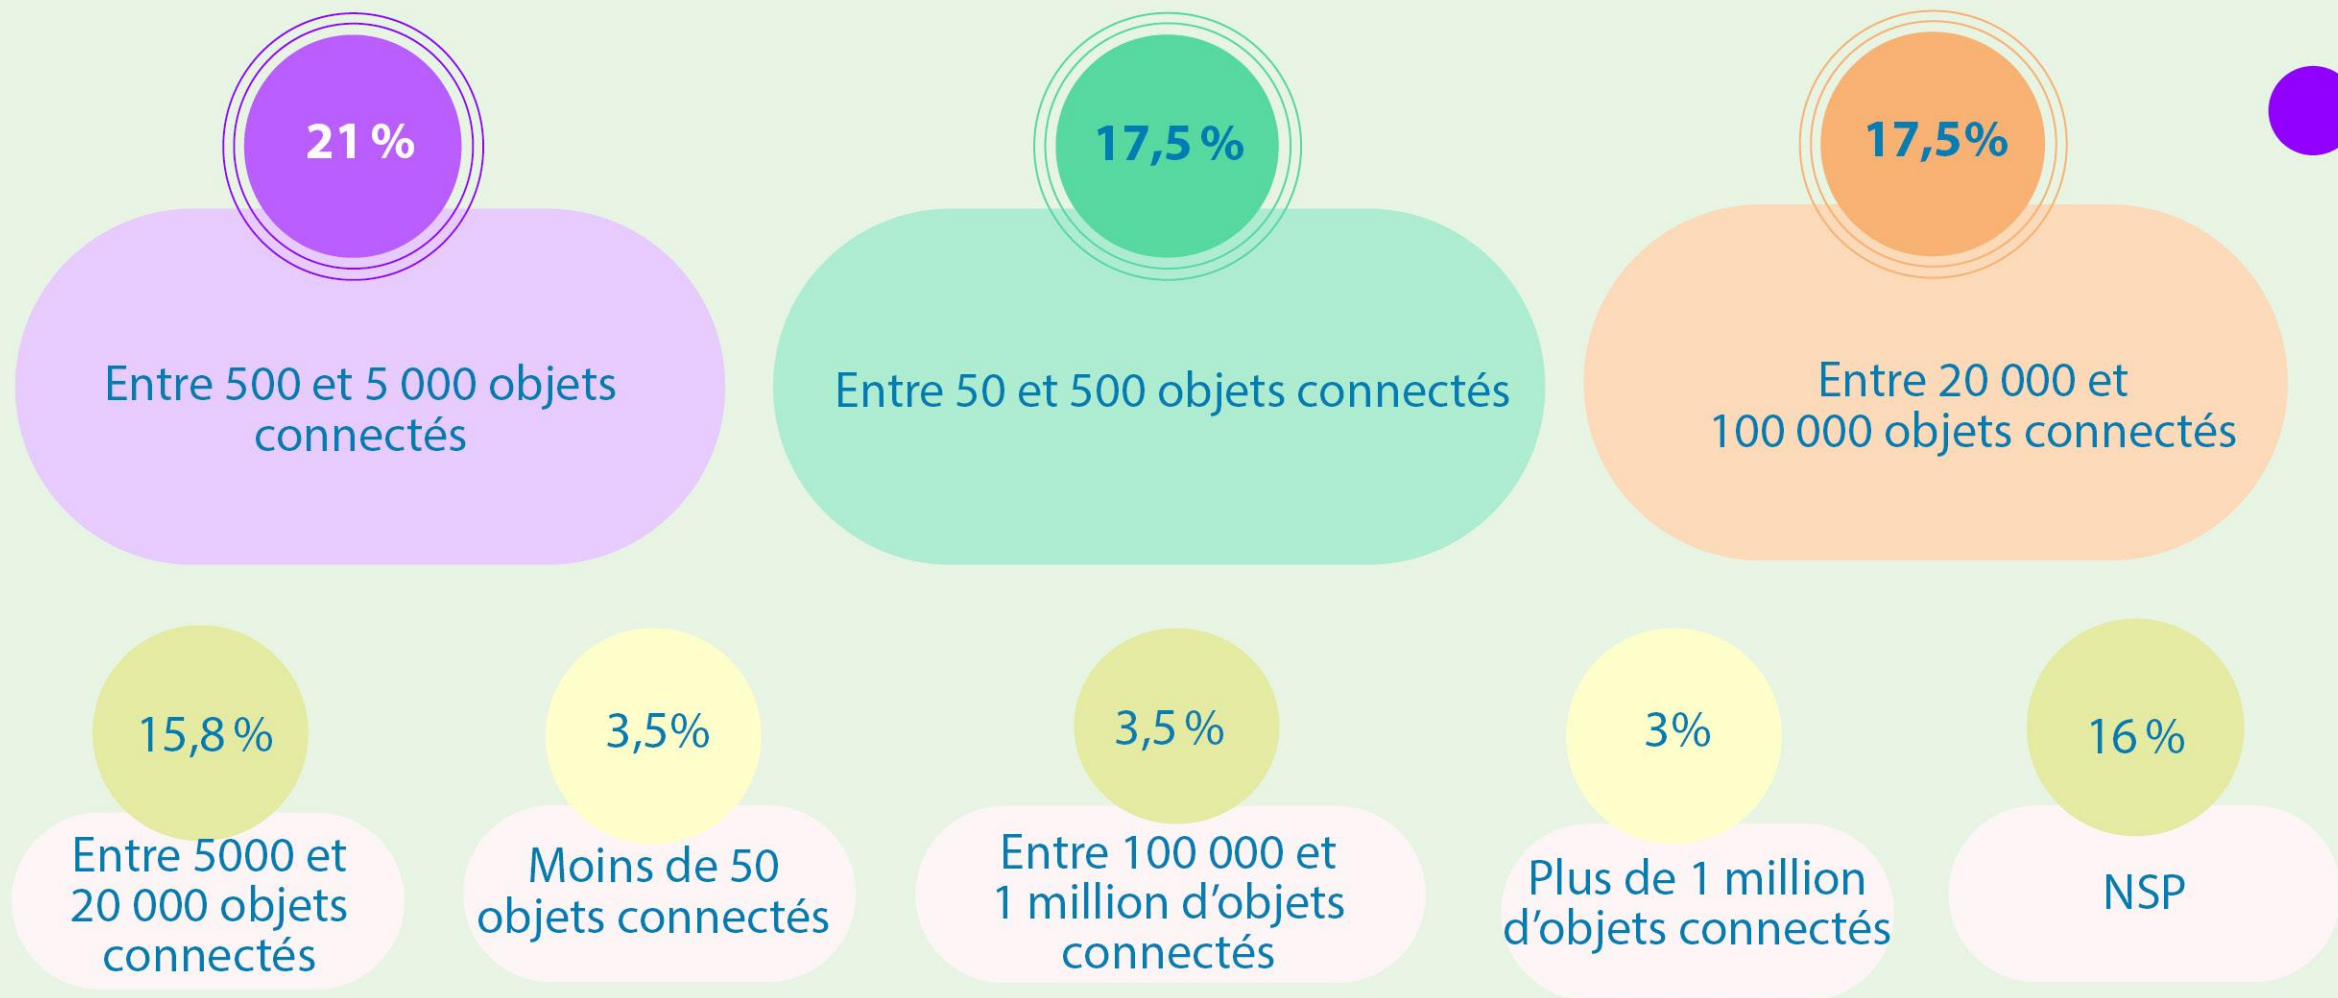 21 %
Entre 500 et 5 000 objets
connectés
17,5 %
Entre 50 et 500 objets connectés
17,5%
Entre 20 000 et
100 000 objets connectés
15,8 %
Entre 5000 et
20 000 objets
connectés
3,5%
Moins de 50
objets connectés
3,5 %
Entre 100 000 et
1 million d’objets
connectés
3%
Plus de 1 million
d’objets connectés
16 %
NSP